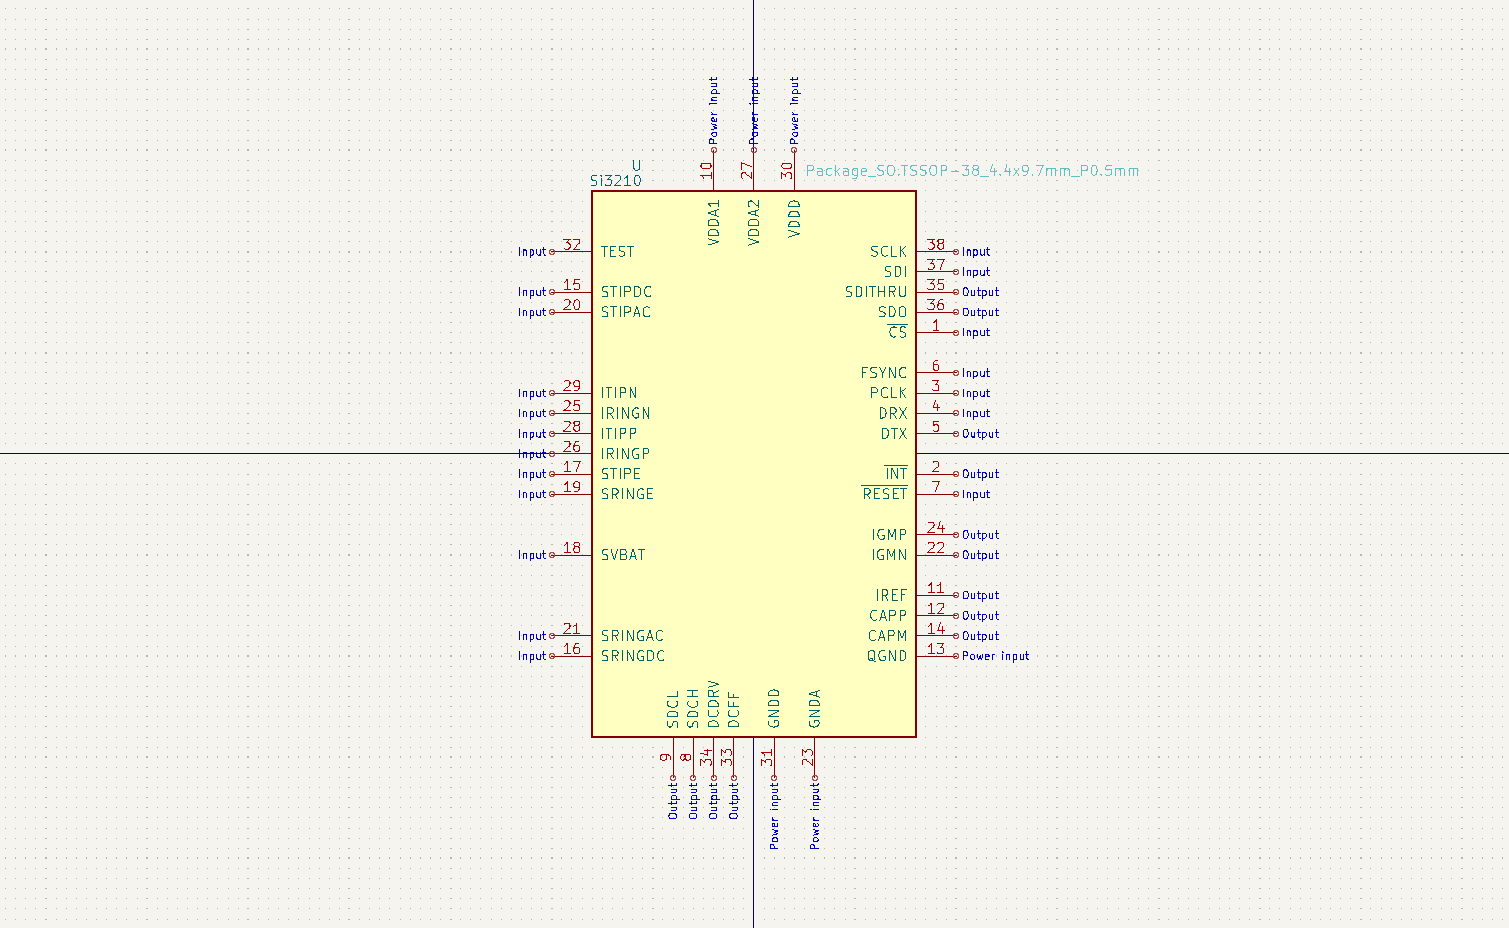 Power input
Power input
Power input
10
27
30
U
Si3210
Package_SO:TSSOP-38_4.4x9.7mm_P0.5mm
VDDA1
VDDA2
VDDD
Input 32 TEST
SCLK 38 Input
SDI 37 Input
Input 15 STIPDC
SDITHRU 35 Output
Input 20 STIPAC
SDO 36 Output
CS 1 Input
FSYNC 6 Input
Input 29 ITIPN
PCLK 3 Input
Input 25 IRINGN
DRX 4 Input
Input 28 ITIPP
DTX 5 Output
Input 26 IRINGP
Input 17 STIPE
INT 2 Output
Input 19 SRINGE
RESET 7 Input
IGMP 24 Output
Input 18 SVBAT
IGMN 22 Output
IREF 11 Output
CAPP 12 Output
Input 21 SRINGAC
CAPM 14 Output
Input 16 SRINGDC
QGND 13 Power input
SDCL
SDCH
DCDRV
DCFF
GNDD
GNDA
9
8
34
33
31
23
Output
Output
Output
Output
Power input
Power input